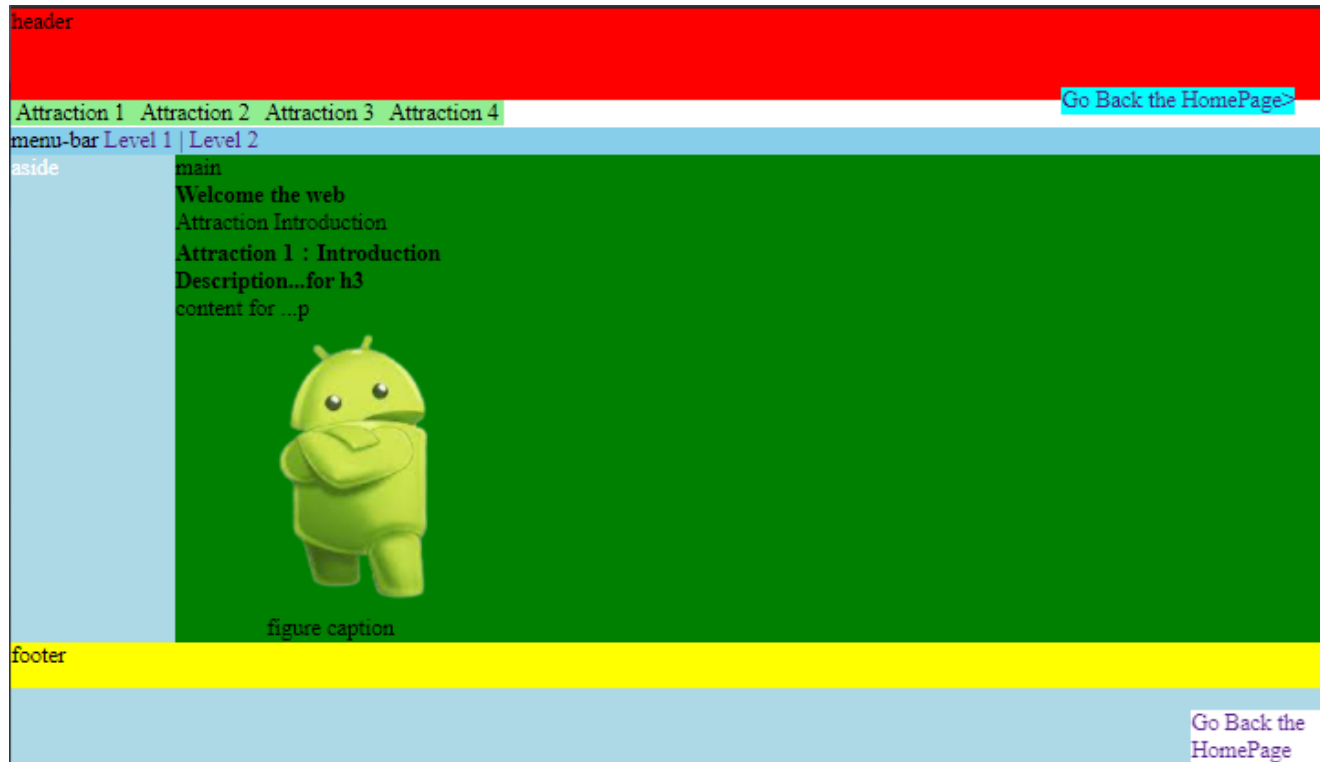 header
Go Back the HomePage>
Attraction 1 Attraction 2 Attraction 3 Attraction 4
menu-bar Level 1 | Level 2
aside
main
Welcome the web
Attraction Introduction
Attraction 1：Introduction
Description...for h3
content for ...p
figure caption
footer
Go Back the
HomePage